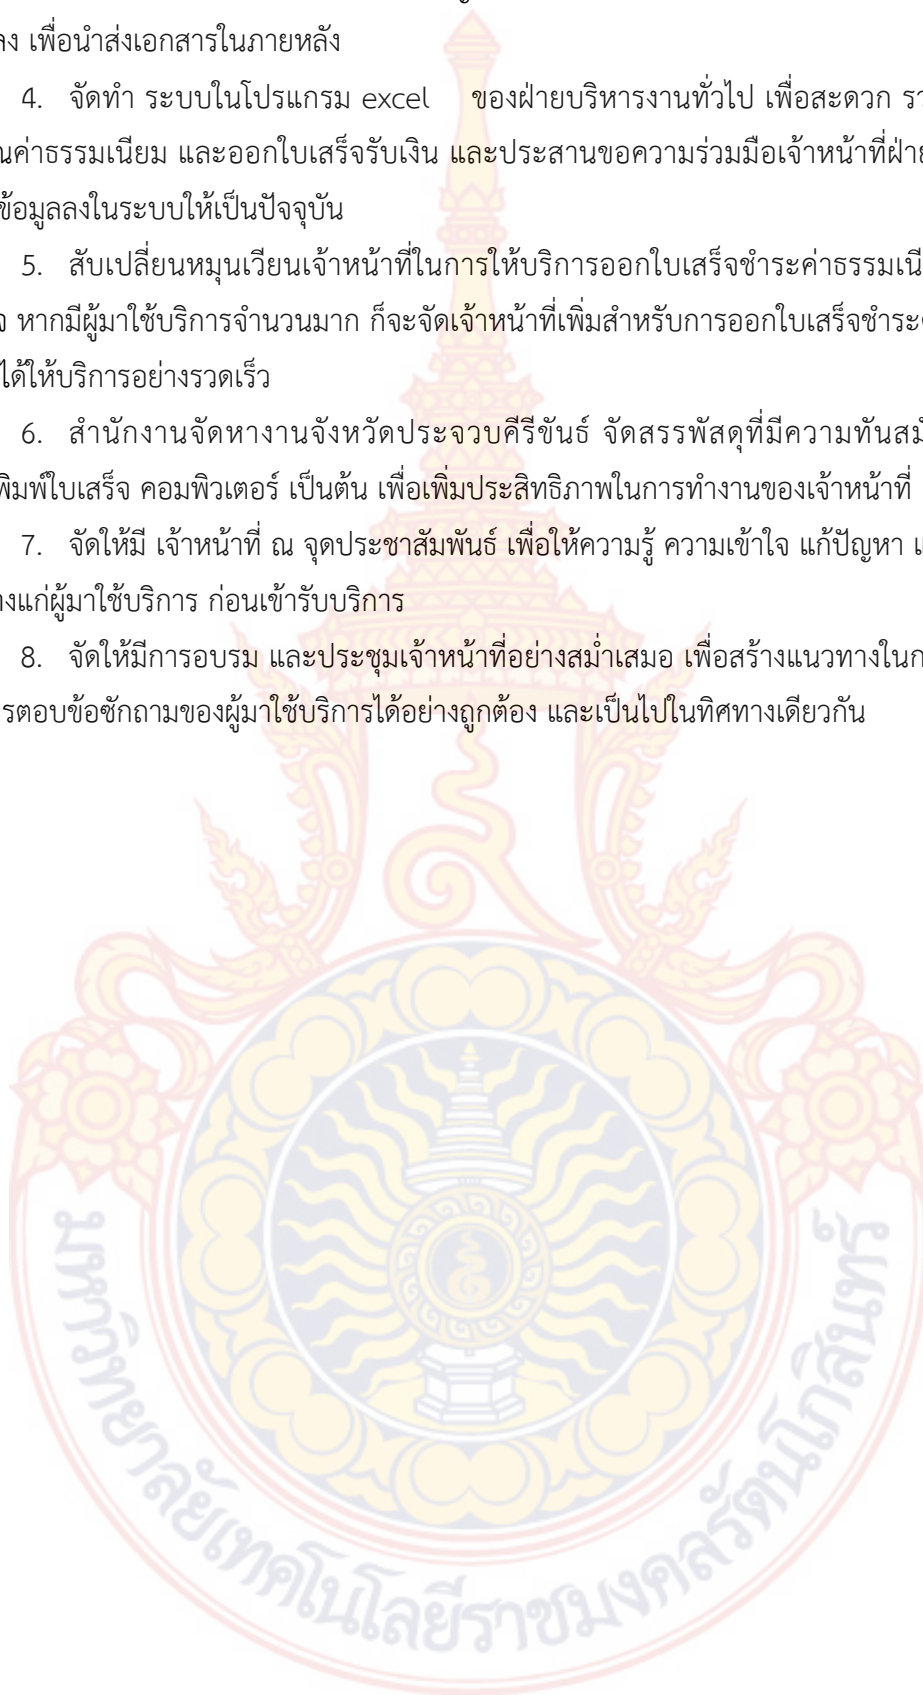 ลง เพื่อนำส่งเอกสารในภายหลัง
4. จัดทำ ระบบในโปรแกรม excel ของฝ่ายบริหารงานทั่วไป เพื่อสะดวก
ค่าธรรมเนียม และออกใบเสร็จรับเงิน และประสานขอความร่วมมือเจ้าหน้าที่ฝ่าย
ข้อมูลลงในระบบให้เป็นปัจจุบัน
5. สับเปลี่ยนหมุนเวียนเจ้าหน้าที่ในการให้บริการออกใบเสร็จชำระค่าธรรมเนี
จ หากมีผู้มาใช้บริการจำนวนมาก ก็จะจัดเจ้าหน้าที่เพิ่มสำหรับการออกใบเสร็จชำระ
ได้ให้บริการอย่างรวดเร็ว
6. สำนักงานจัดหางานจังหวัดประจวบคีรีขันธ์ จัดสรรพัสดุที่มีความทันสมั
พิมพ์ใบเสร็จ คอมพิวเตอร์ เป็นต้น เพื่อเพิ่มประสิทธิภาพในการทำงานของเจ้าหน้าที่
7. จัดให้มี เจ้าหน้าที่ ณ จุดประชาสัมพันธ์ เพื่อให้ความรู้ ความเข้าใจ แก้ปัญหา แ
างแก่ผู้มาใช้บริการ ก่อนเข้ารับบริการ
8. จัดให้มีการอบรม และประชุมเจ้าหน้าที่อย่างสม่ำเสมอ เพื่อสร้างแนวทางในก
รตอบข้อซักถามของผู้มาใช้บริการได้อย่างถูกต้อง และเป็นไปในทิศทางเดียวกัน
มหาวิทยาลัยเทคโนโลยีราชมงคลรัตนโกสินทร์